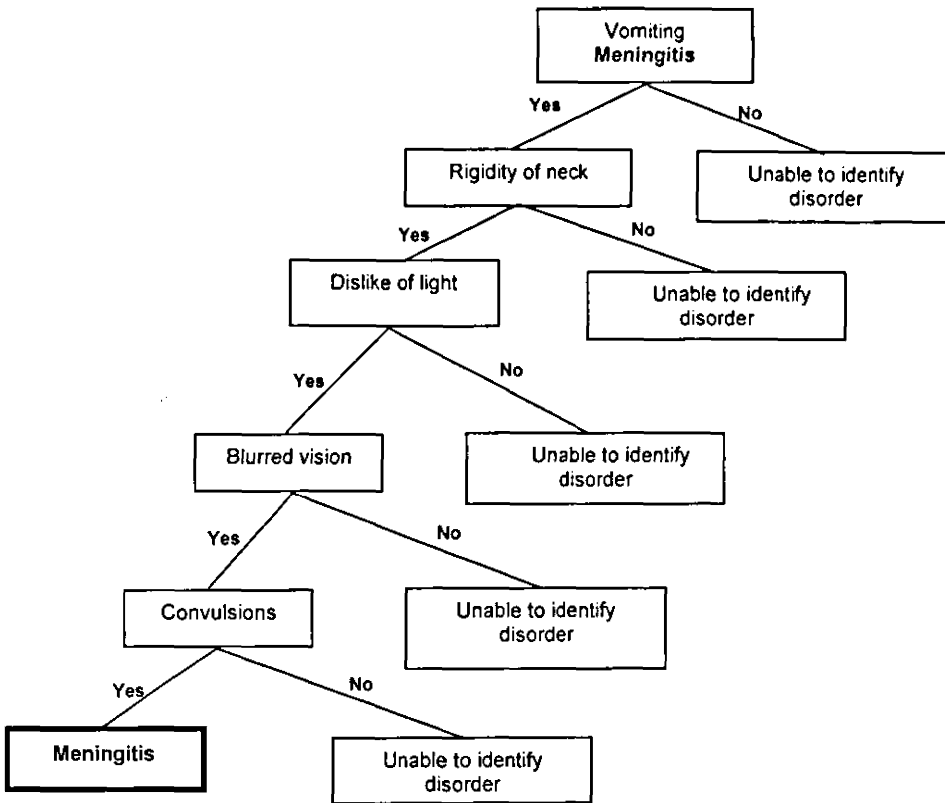 Vomiting
Meningitis
Yes
No
Rigidity of neck
Unable to identify
disorder
Yes
No
Dislike of light
Unable to identify
disorder
Yes
No
Blurred vision
Unable to identify
disorder
Yes
No
Convulsions
Unable to identify
disorder
Yes
No
Meningitis
Unable to identify
disorder